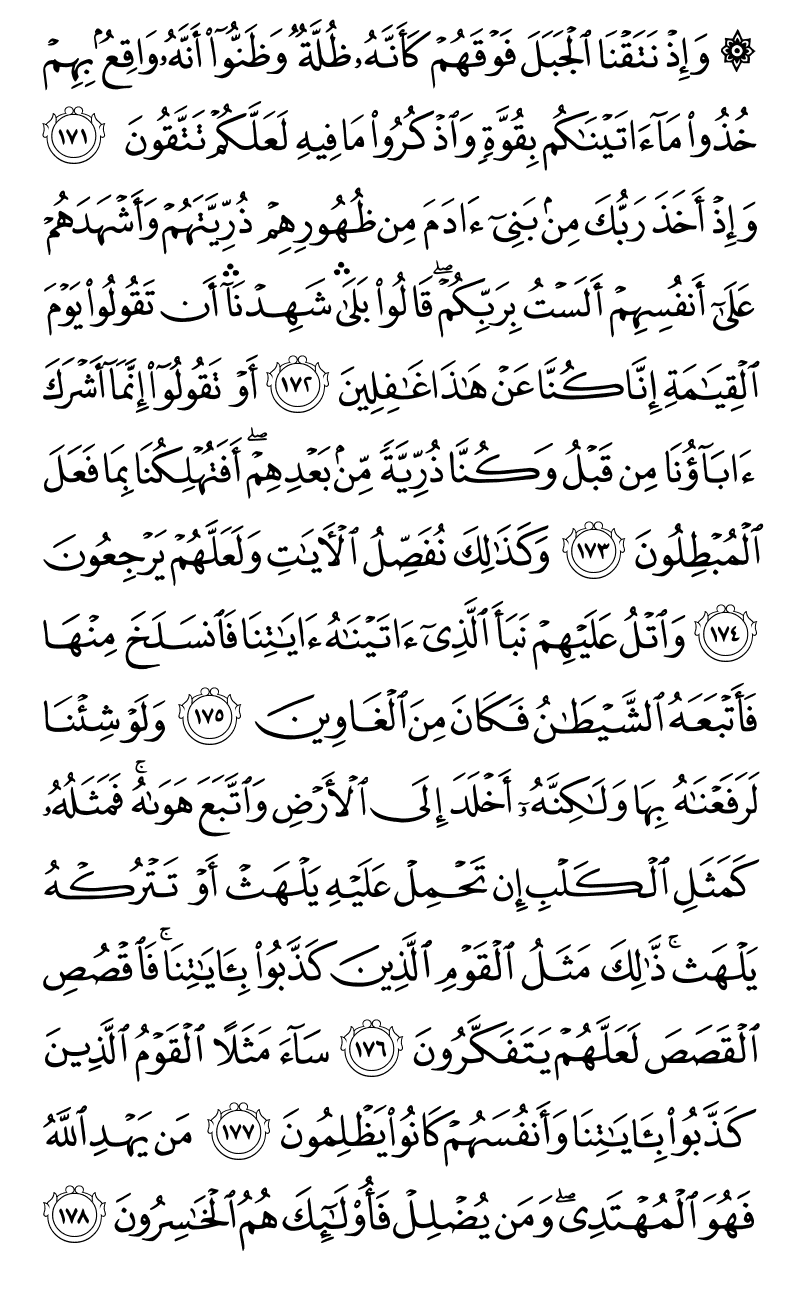 ۞ وَإِذْ نَتَقْنَا ٱلْجَبَلَ فَوْقَهُمْ كَأَنَّهُۥ ظُلَّةٌ وَظَنُّوٓا۟ أَنَّهُۥ وَاقِعٌۢ بِهِمْ
خُذُوا۟ مَآ ءَاتَيْنَـٰكُم بِقُوَّةٍ وَٱذْكُرُوا۟ مَا فِيهِ لَعَلَّكُمْ تَتَّقُونَ ١٧١
وَإِذْ أَخَذَ رَبُّكَ مِنۢ بَنِىٓ ءَادَمَ مِن ظُهُورِهِمْ ذُرِّيَّتَهُمْ وَأَشْهَدَهُمْ
عَلَىٰٓ أَنفُسِهِمْ أَلَسْتُ بِرَبِّكُمْ ۖ قَالُوا۟ بَلَىٰ ۛ شَهِدْنَآ ۛ أَن تَقُولُوا۟ يَوْمَ
ٱلْقِيَـٰمَةِ إِنَّا كُنَّا عَنْ هَـٰذَا غَـٰفِلِينَ ١٧٢ أَوْ تَقُولُوٓا۟ إِنَّمَآ أَشْرَكَ
ءَابَآؤُنَا مِن قَبْلُ وَكُنَّا ذُرِّيَّةً مِّنۢ بَعْدِهِمْ ۖ أَفَتُهْلِكُنَا بِمَا فَعَلَ
ٱلْمُبْطِلُونَ ١٧٣ وَكَذَٰلِكَ نُفَصِّلُ ٱلْـَٔايَـٰتِ وَلَعَلَّهُمْ يَرْجِعُونَ
١٧٤ وَٱتْلُ عَلَيْهِمْ نَبَأَ ٱلَّذِىٓ ءَاتَيْنَـٰهُ ءَايَـٰتِنَا فَٱنسَلَخَ مِنْهَا
فَأَتْبَعَهُ ٱلشَّيْطَـٰنُ فَكَانَ مِنَ ٱلْغَاوِينَ ١٧٥ وَلَوْ شِئْنَا
لَرَفَعْنَـٰهُ بِهَا وَلَـٰكِنَّهُۥٓ أَخْلَدَ إِلَى ٱلْأَرْضِ وَٱتَّبَعَ هَوَىٰهُ ۚ فَمَثَلُهُۥ
كَمَثَلِ ٱلْكَلْبِ إِن تَحْمِلْ عَلَيْهِ يَلْهَثْ أَوْ تَتْرُكْهُ
يَلْهَث ۚ ذَّٰلِكَ مَثَلُ ٱلْقَوْمِ ٱلَّذِينَ كَذَّبُوا۟ بِـَٔايَـٰتِنَا ۚ فَٱقْصُصِ
ٱلْقَصَصَ لَعَلَّهُمْ يَتَفَكَّرُونَ ١٧٦ سَآءَ مَثَلًا ٱلْقَوْمُ ٱلَّذِينَ
كَذَّبُوا۟ بِـَٔايَـٰتِنَا وَأَنفُسَهُمْ كَانُوا۟ يَظْلِمُونَ ١٧٧ مَن يَهْدِ ٱللَّهُ
فَهُوَ ٱلْمُهْتَدِى ۖ وَمَن يُضْلِلْ فَأُو۟لَـٰٓئِكَ هُمُ ٱلْخَـٰسِرُونَ ١٧٨